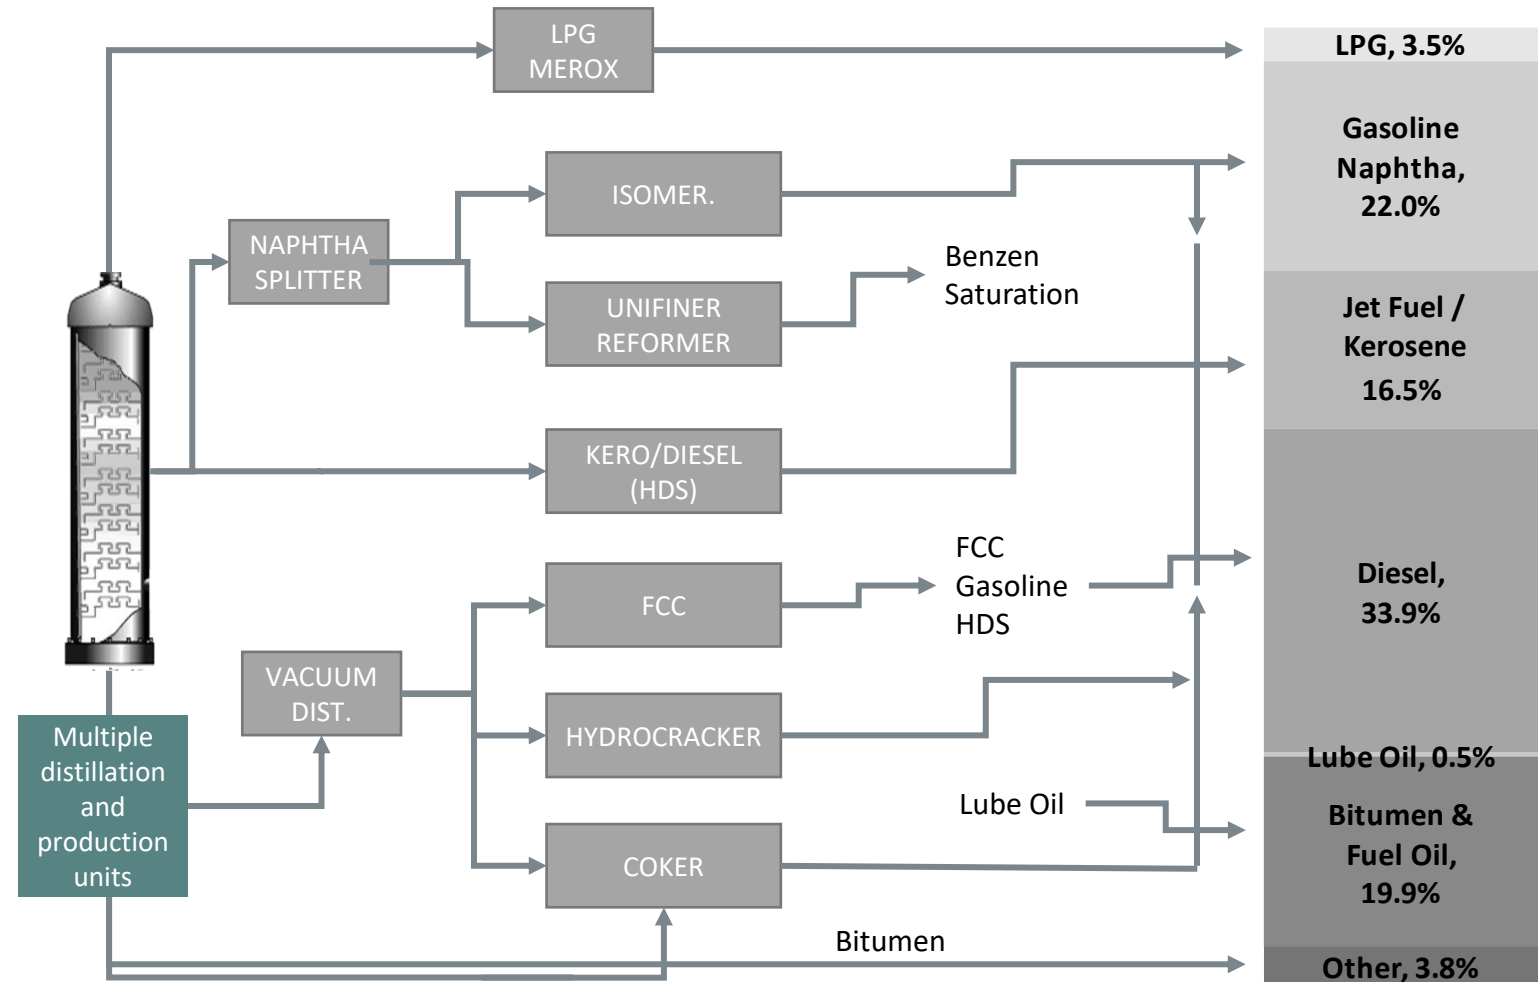 LPG
MEROX
ISOMER.
NAPHTHA
SPLITTER
UNIFINER
REFORMER
Benzen
Saturation
KERO/DIESEL
(HDS)
FCC
FCC
Gasoline
HDS
VACUUM
DIST.
HYDROCRACKER
Multiple
distillation
and
production
units
Lube Oil
COKER
Bitumen
LPG, 3.5%
Gasoline
Naphtha,
22.0%
Jet Fuel /
Kerosene
16.5%
Diesel,
33.9%
Lube Oil, 0.5%
Bitumen &
Fuel Oil,
19.9%
Other, 3.8%